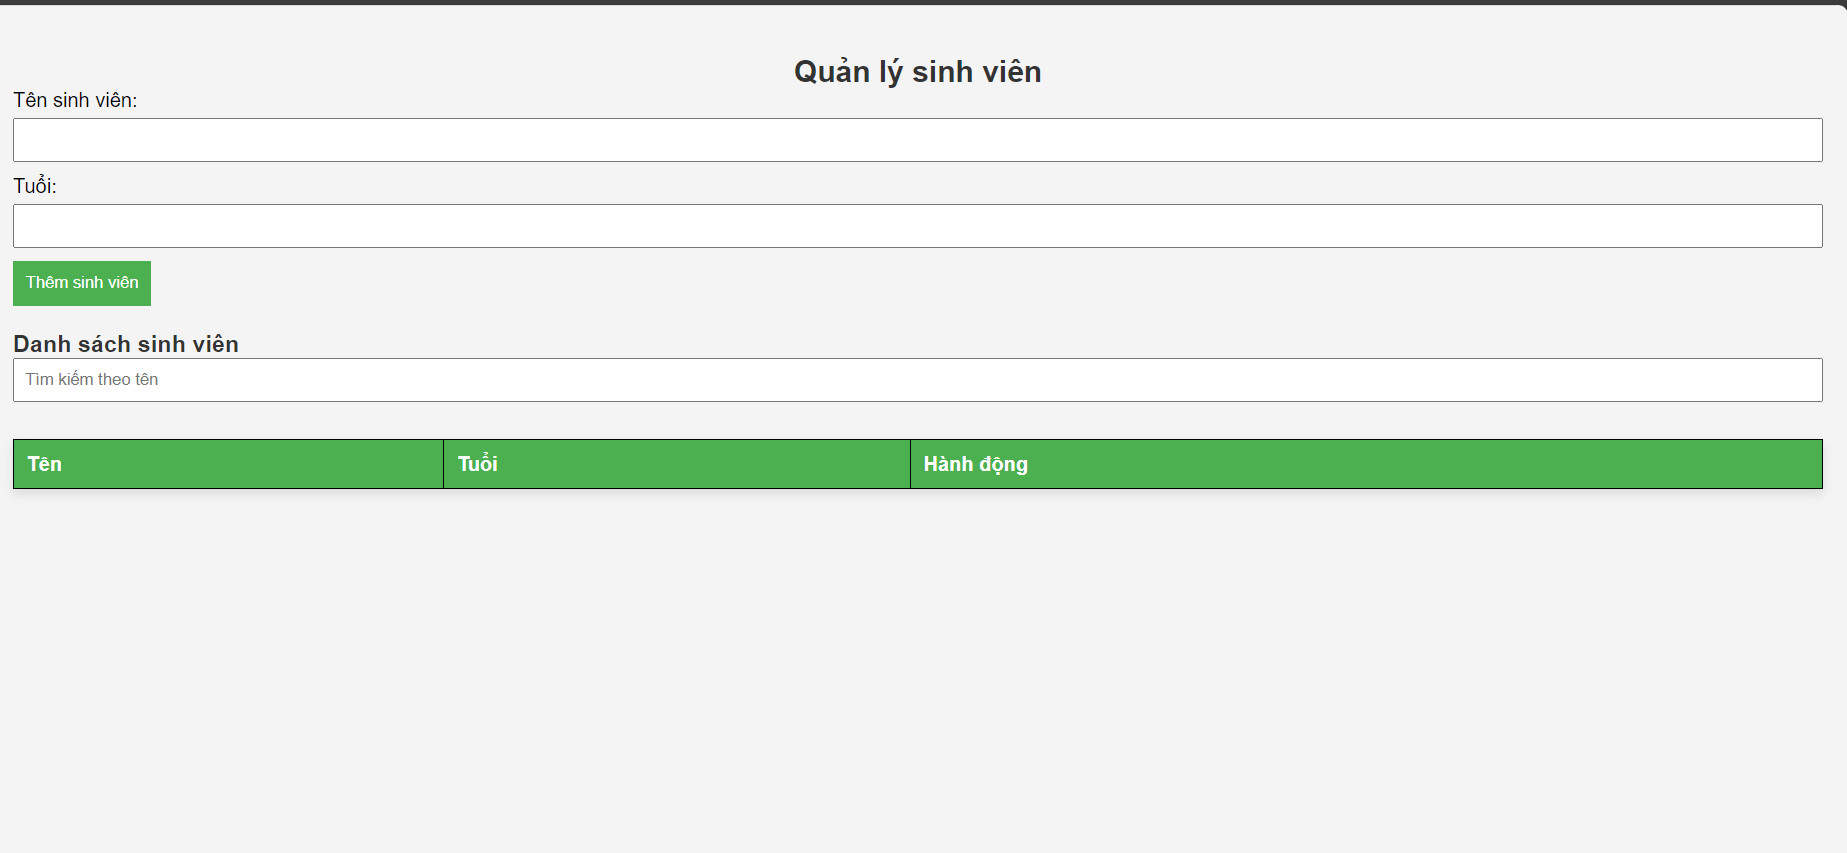 Quản lý sinh viên
Tên sinh viên:
Tuổi:
Thêm sinh viên
Danh sách sinh viên
Tìm kiếm theo tên
Tên Tuổi Hành động